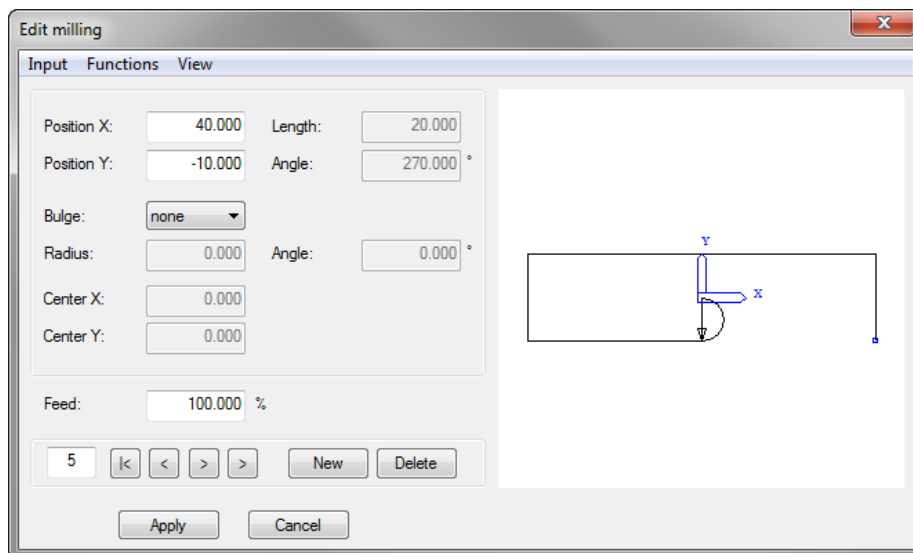 Edit milling
x
Input Functions View
Position X: 40.000 Length: 20.000
Position Y: -10.000 Angle: 270.000 °
Bulge: none
Radius: 0.000 Angle: 0.000 °
Center X: 0.000
Center Y: 0.000
Feed: 100.000 %
5 |< < > > New Delete
Apply Cancel
Y
X